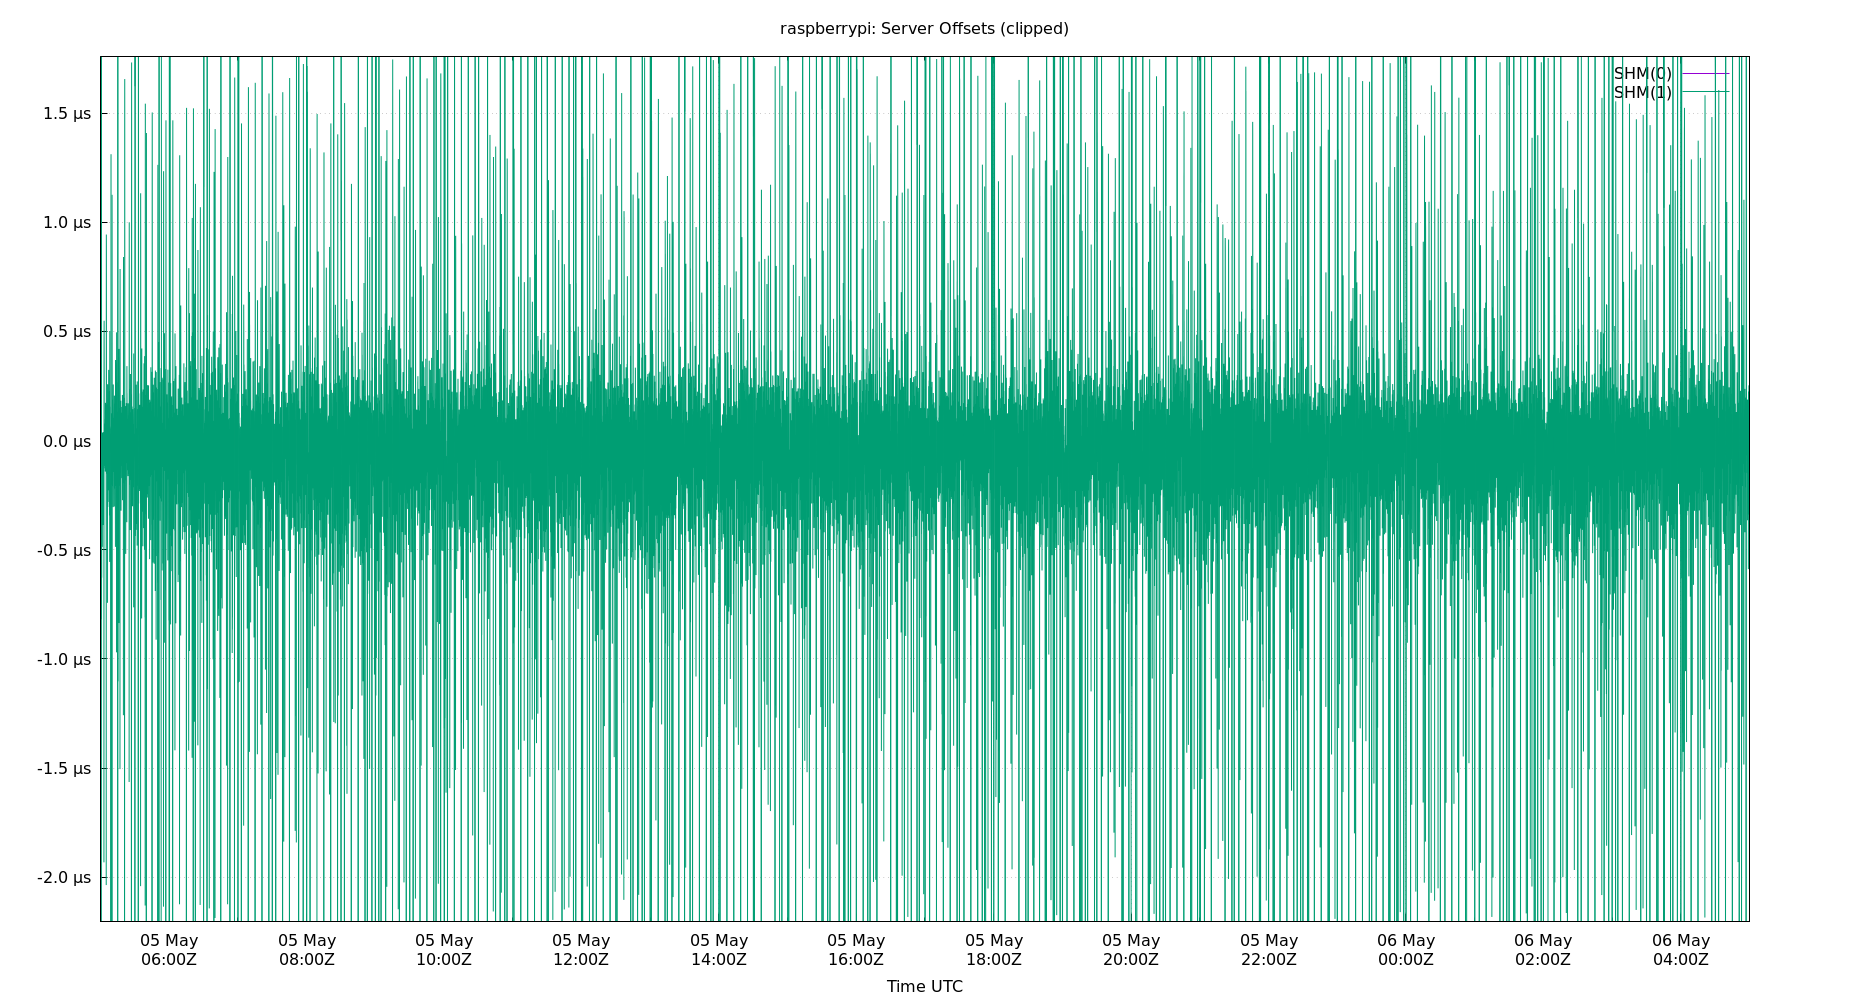 raspberrypi: Server Offsets (clipped)
SHM(0)
SHM(1)
1.5 µs
1.0 µs
0.5 µs
0.0 µs
-0.5 µs
-1.0 µs
-1.5 µs
-2.0 µs
05 May 05 May 05 May 05 May 05 May 05 May 05 May 05 May 05 May 06 May 06 May 06 May
06:00Z 08:00Z 10:00Z 12:00Z 14:00Z 16:00Z 18:00Z 20:00Z 22:00Z 00:00Z 02:00Z 04:00Z
Time UTC